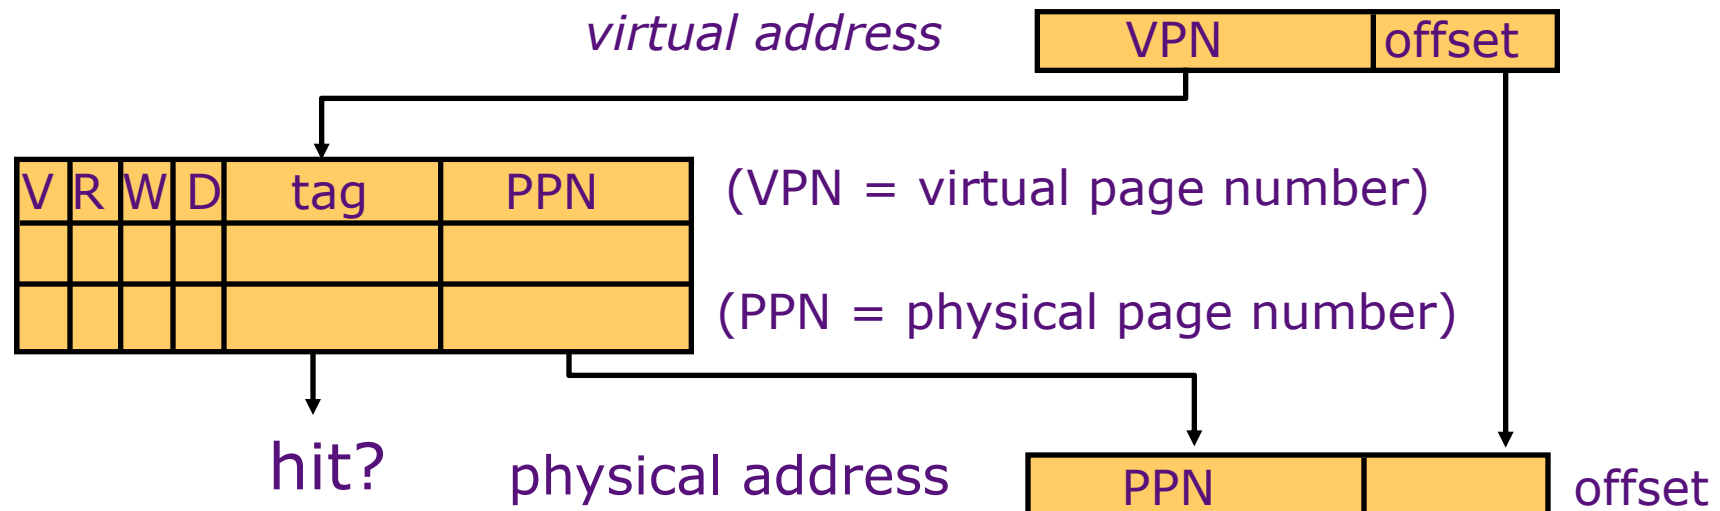 virtual address
VPN offset
V R W D tag PPN
(VPN = virtual page number)
(PPN = physical page number)
hit?
physical address
PPN
offset